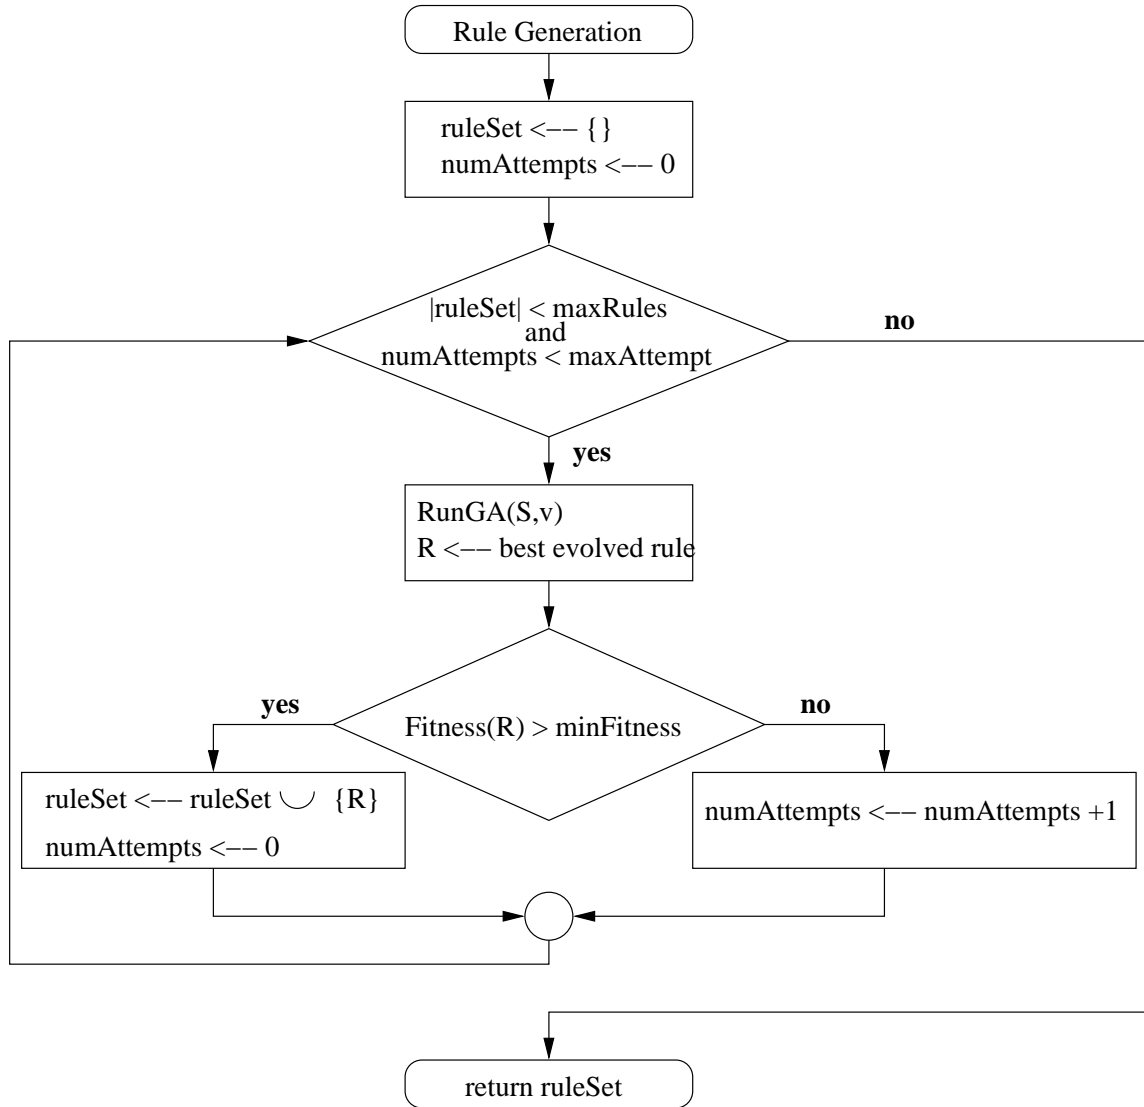 Rule Generation
ruleSet <−− { }
numAttempts <−− 0
|ruleSet| < maxRules
and
numAttempts < maxAttempt
no
yes
RunGA(S,v)
R <−− best evolved rule
yes
no
Fitness(R) > minFitness
ruleSet <−− ruleSet ∪ {R}
numAttempts <−− 0
numAttempts <−− numAttempts +1
return ruleSet